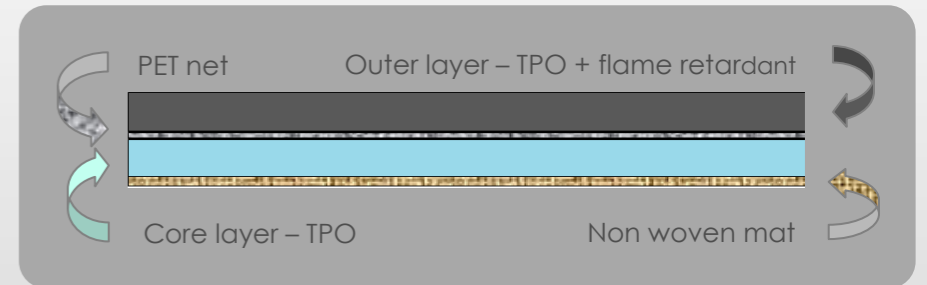 PET net
Outer layer – TPO + flame retardant
Core layer – TPO
Non woven mat